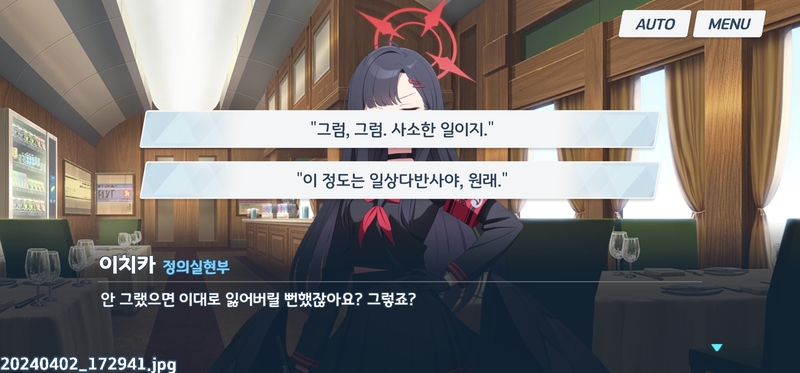 AUTO MENU
"그럼, 그럼. 사소한 일이지."
"이 정도는 일상다반사야, 원래."
이치카 정의실현부
안 그랬으면 이대로 잃어버릴 뻔했잖아요? 그렇죠?
20240402_172941.jpg